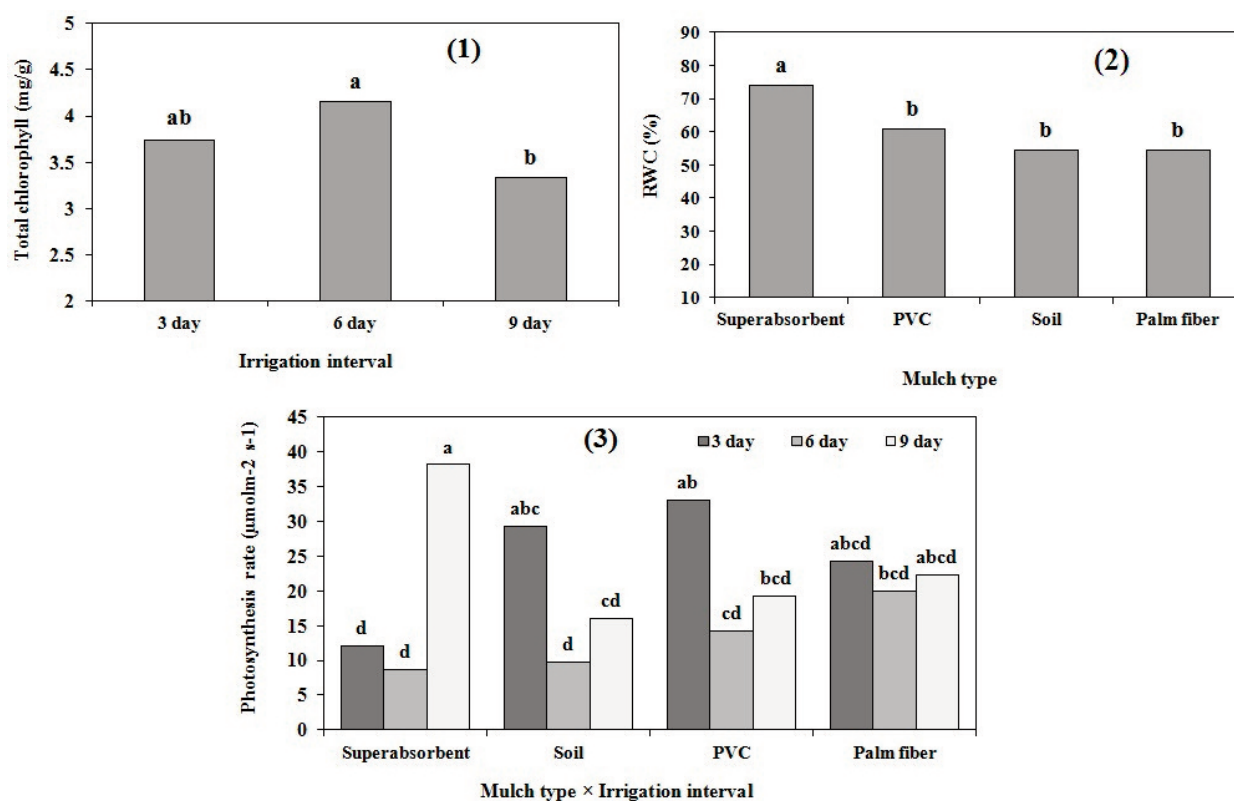 (1)
Total chlorophyll (mg/g)
5
4.5
4
3.5
3
2.5
2
ab
a
b
3 day
6 day
9 day
Irrigation interval
(2)
RWC (%)
90
80
70
60
50
40
30
20
10
a
b
b
b
Superabsorbent
PVC
Soil
Palm fiber
Mulch type
(3)
3 day
6 day
9 day
Photosynthesis rate (µmolm-2 s-1)
45
40
35
30
25
20
15
10
5
0
d
d
a
abc
d
cd
ab
cd
bcd
abcd
bcd
abcd
Superabsorbent
Soil
PVC
Palm fiber
Mulch type × Irrigation interval